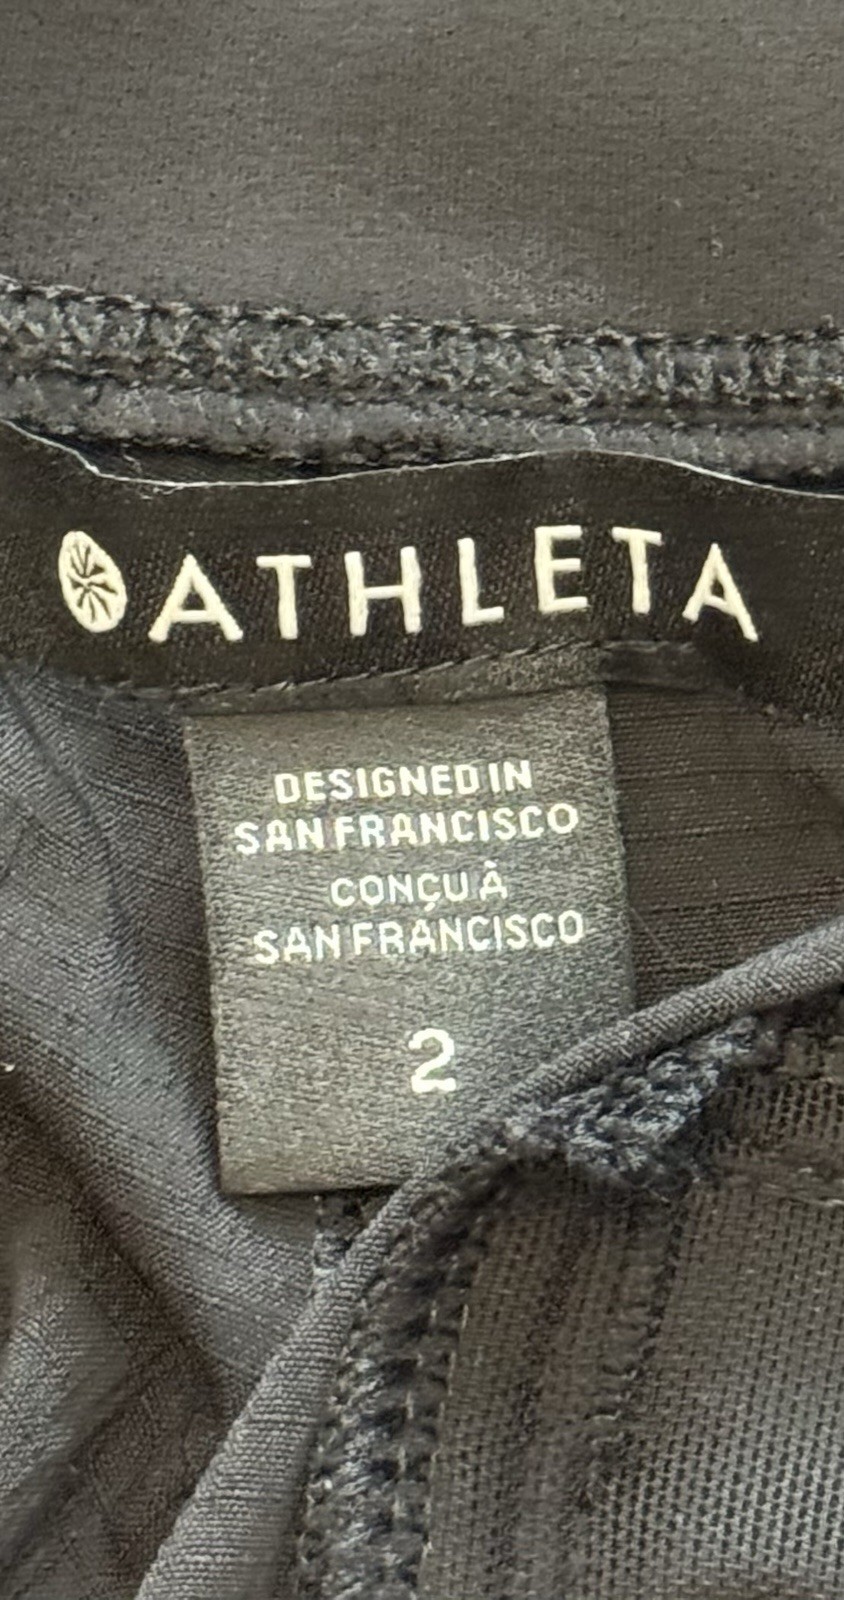 ATHLETA
DESIGNED IN
SAN FRANCISCO
CONÇU À
SAN FRANCISCO
2